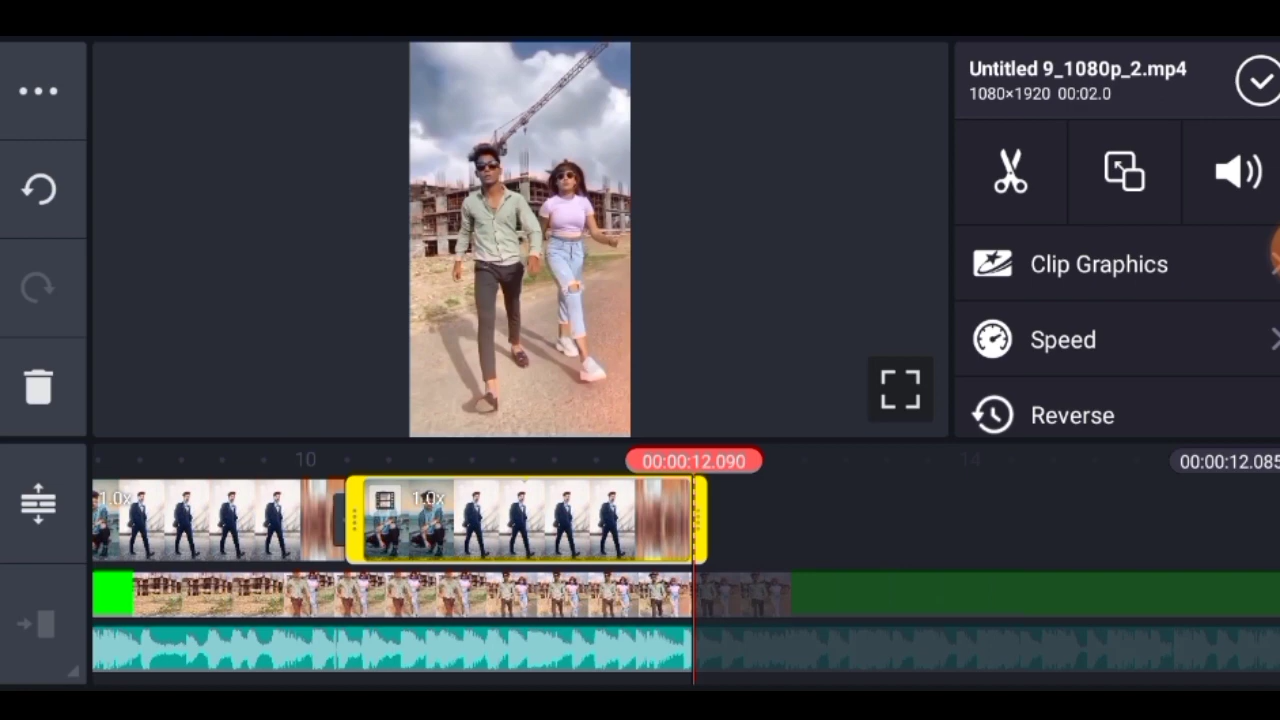 Untitled 9_1080p_2.mp4
1080×1920 00:02.0
Clip Graphics
Speed
Reverse
10
00:00:12.090
14
00:00:12.085
1.0x
1.0x